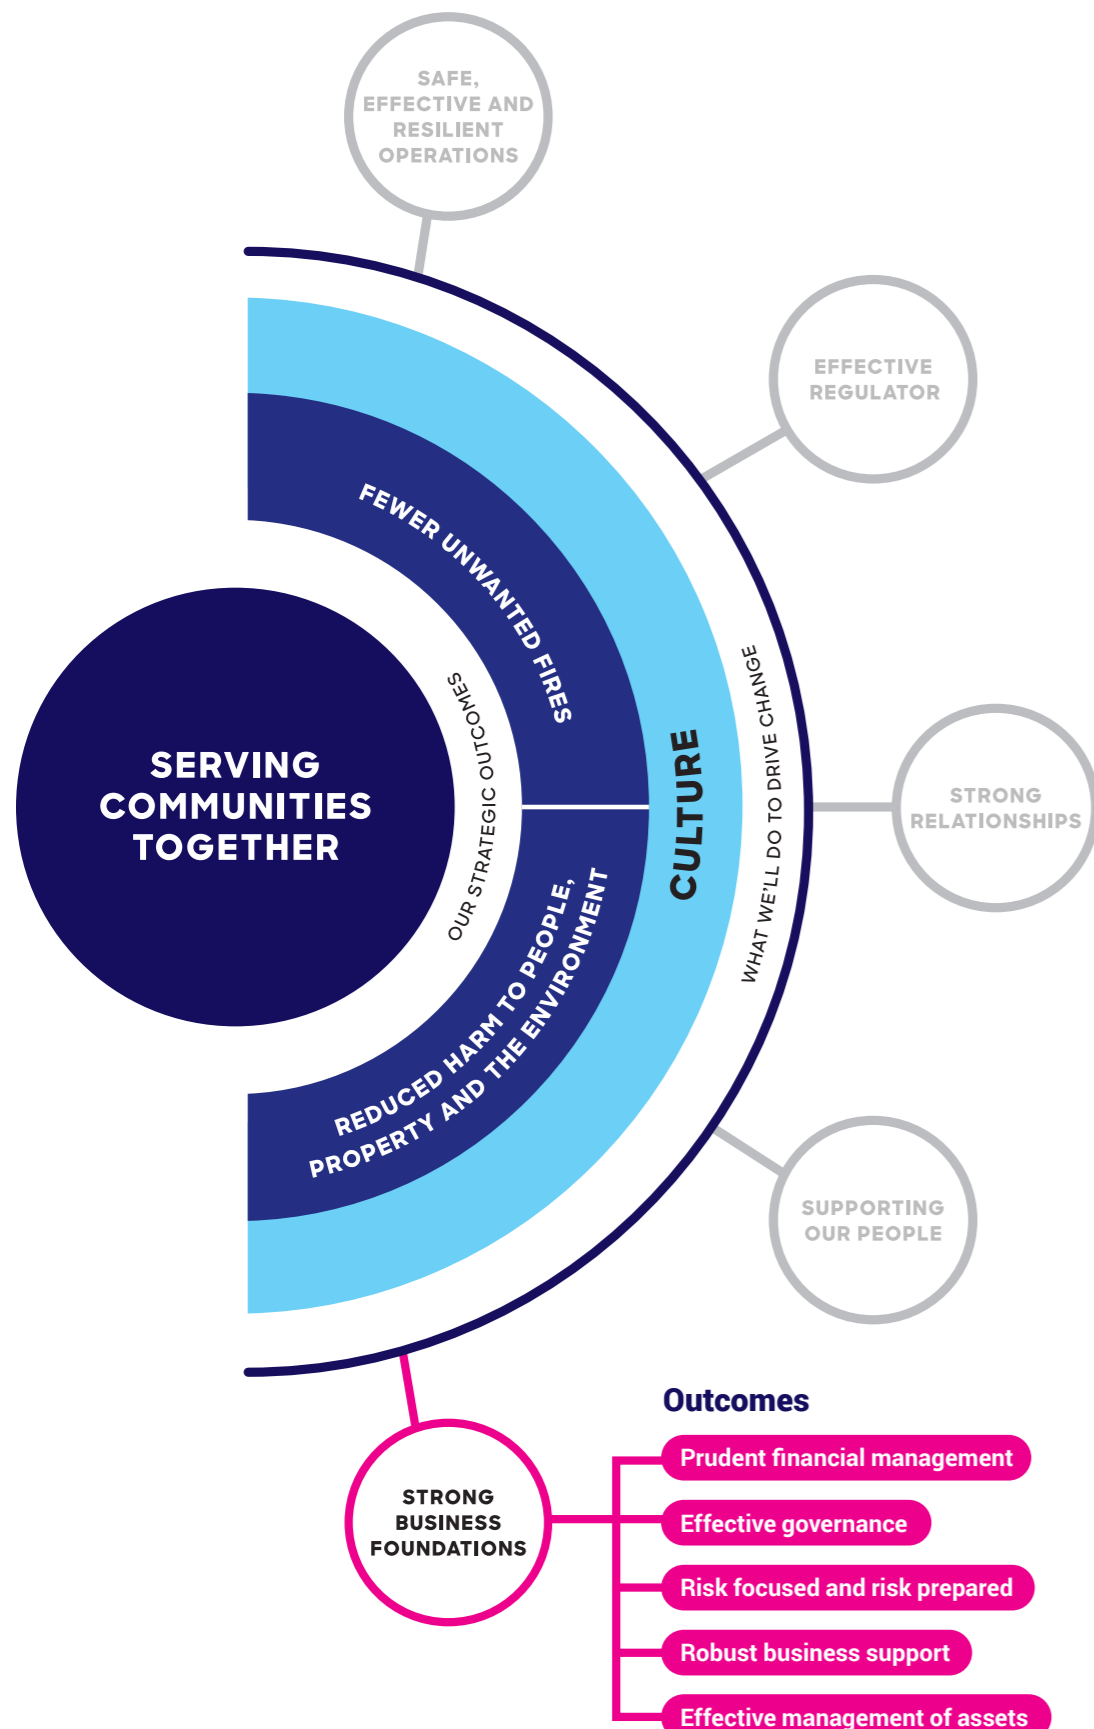 SAFE,
EFFECTIVE AND
RESILIENT
OPERATIONS
EFFECTIVE
REGULATOR
FEWER UNWANTED FIRES
SERVING
COMMUNITIES
TOGETHER
OUR STRATEGIC OUTCOMES
CULTURE
WHAT WE'LL DO TO DRIVE CHANGE
STRONG
RELATIONSHIPS
REDUCED HARM TO PEOPLE,
PROPERTY AND THE ENVIRONMENT
SUPPORTING
OUR PEOPLE
STRONG
BUSINESS
FOUNDATIONS
Outcomes
Prudent financial management
Effective governance
Risk focused and risk prepared
Robust business support
Effective management of assets